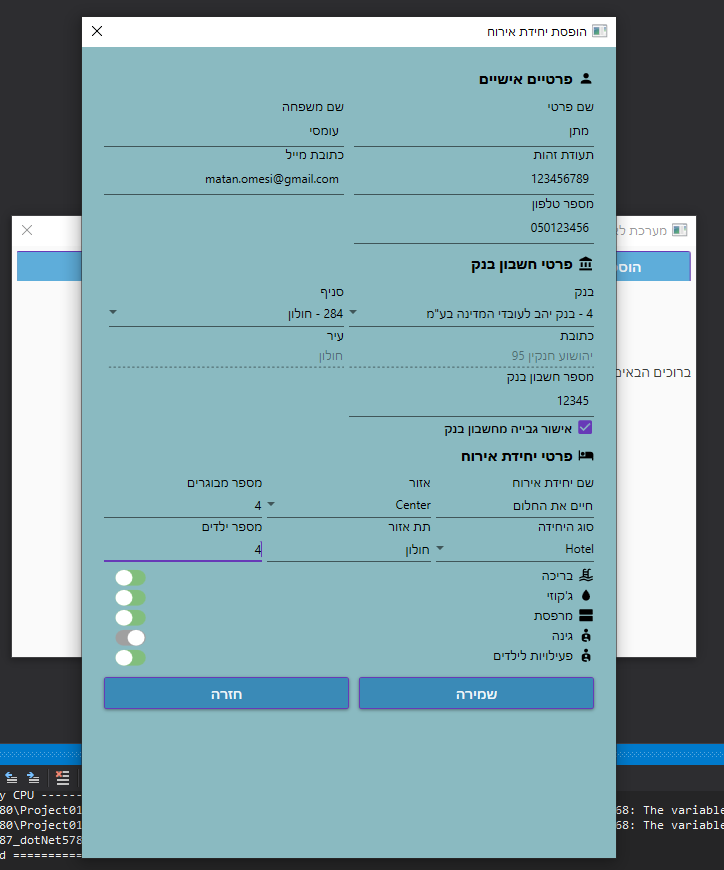 הופסת יחידת אירוח
פרטיים אישיים
שם פרטי שם משפחה
מתן עומסי
תעודת זהות כתובת מייל
123456789 matan.omesi@gmail.com
מספר טלפון
050123456
פרטי חשבון בנק
בנק סניף
4 - בנק יהב לעובדי המדינה בע"מ 284 - חולון
כתובת עיר
יהושוע חנקין 95 חולון
מספר חשבון בנק
12345
אישור גבייה מחשבון בנק
פרטי יחידת אירוח
שם יחידת אירוח אזור מספר מבוגרים
חיים את החלום Center 4
סוג היחידה תת אזור מספר ילדים
Hotel חולון 4
בריכה
ג'קוזי
מרפסת
גינה
פעילויות לילדים
שמירה חזרה
מערכת
ברוכים הבאים
y CPU ------
80\Project01 68: The variable
80\Project01 68: The variable
87_dotNet578
d ==========